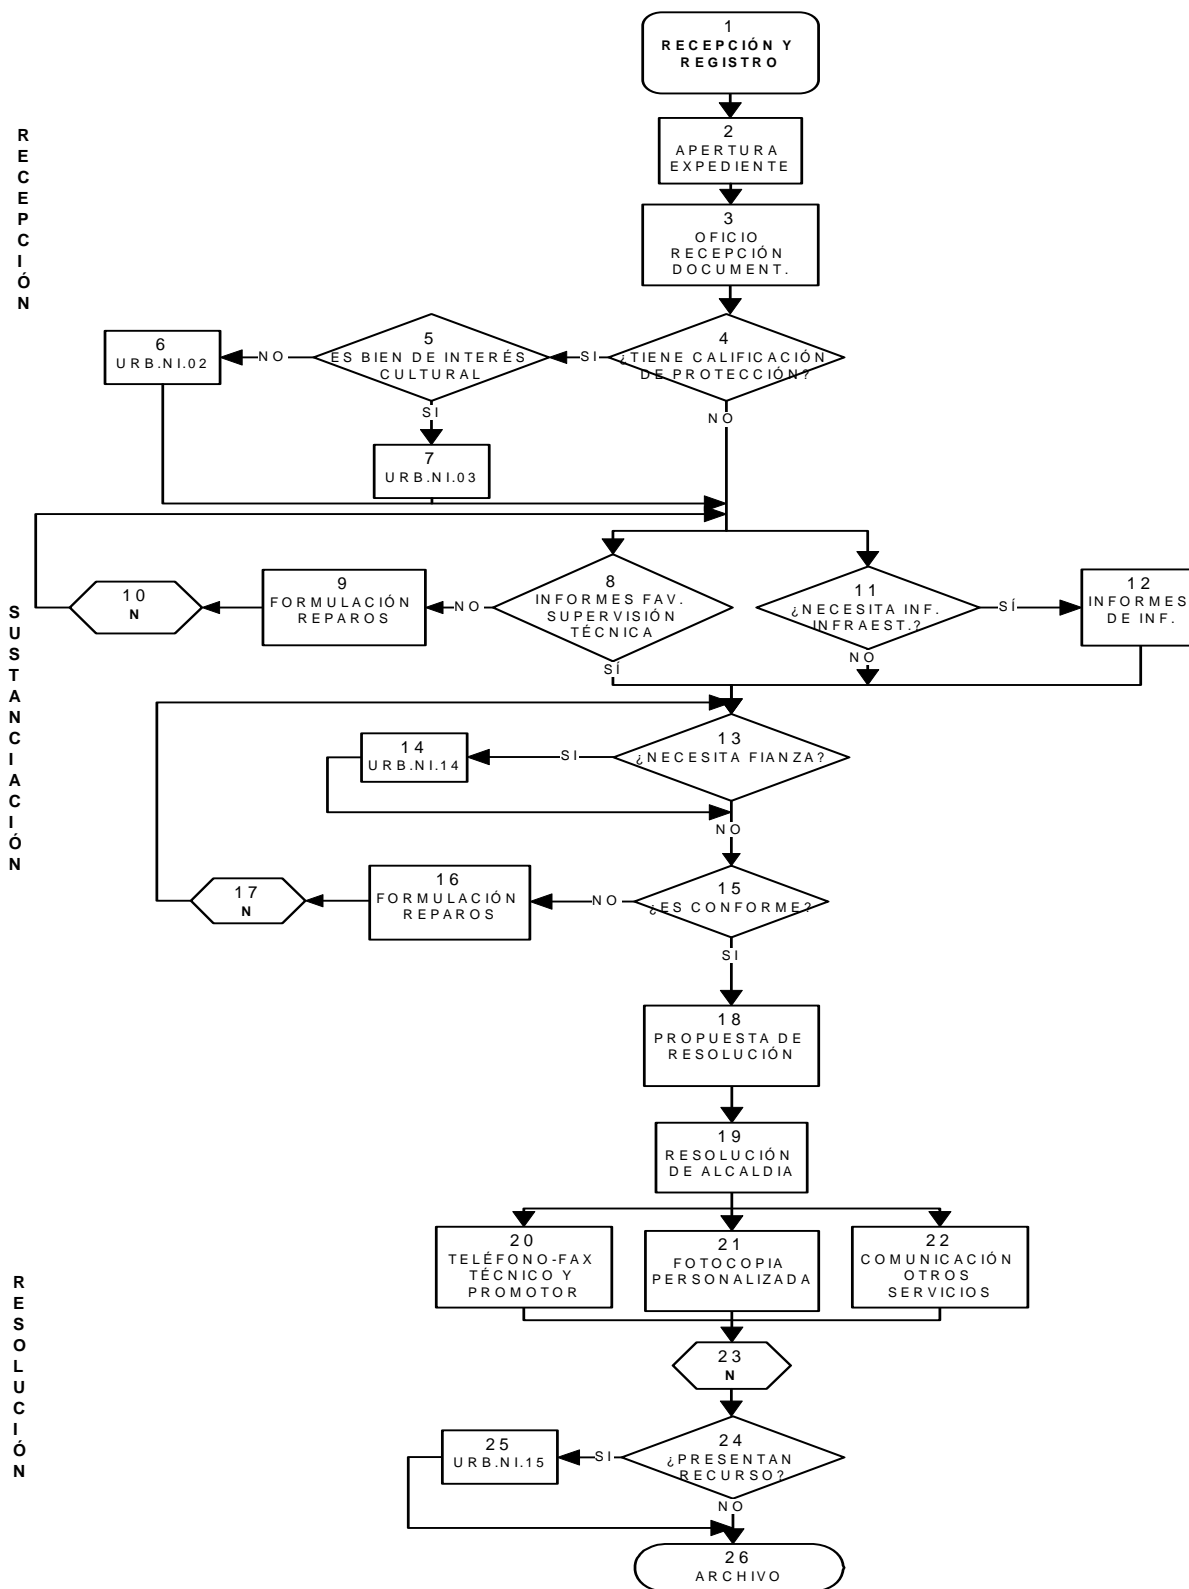 1
RECEPCIÓN Y
REGISTRO
RECEPCIÓN
2
APERTURA
EXPEDIENTE
3
OFICIO
RECEPCIÓN
DOCUMENT.
4
¿TIENE CALIFICACIÓN
DE PROTECCIÓN?
SI
NO
5
ES BIEN DE INTERÉS
CULTURAL
NO
SI
6
URB.NI.02
7
URB.NI.03
SUSTANCIACIÓN
8
INFORMES FAV.
SUPERVISIÓN
TÉCNICA
NO
SÍ
9
FORMULACIÓN
REPAROS
10
N
11
¿NECESITA INF.
INFRAEST.?
SÍ
NO
12
INFORMES
DE INF.
13
¿NECESITA FIANZA?
SI
NO
14
URB.NI.14
15
¿ES CONFORME?
NO
SI
16
FORMULACIÓN
REPAROS
17
N
18
PROPUESTA DE
RESOLUCIÓN
19
RESOLUCIÓN
DE ALCALDIA
RESOLUCIÓN
20
TELÉFONO-FAX
TÉCNICO Y
PROMOTOR
21
FOTOCOPIA
PERSONALIZADA
22
COMUNICACIÓN
OTROS
SERVICIOS
23
N
24
¿PRESENTAN
RECURSO?
SI
NO
25
URB.NI.15
26
ARCHIVO